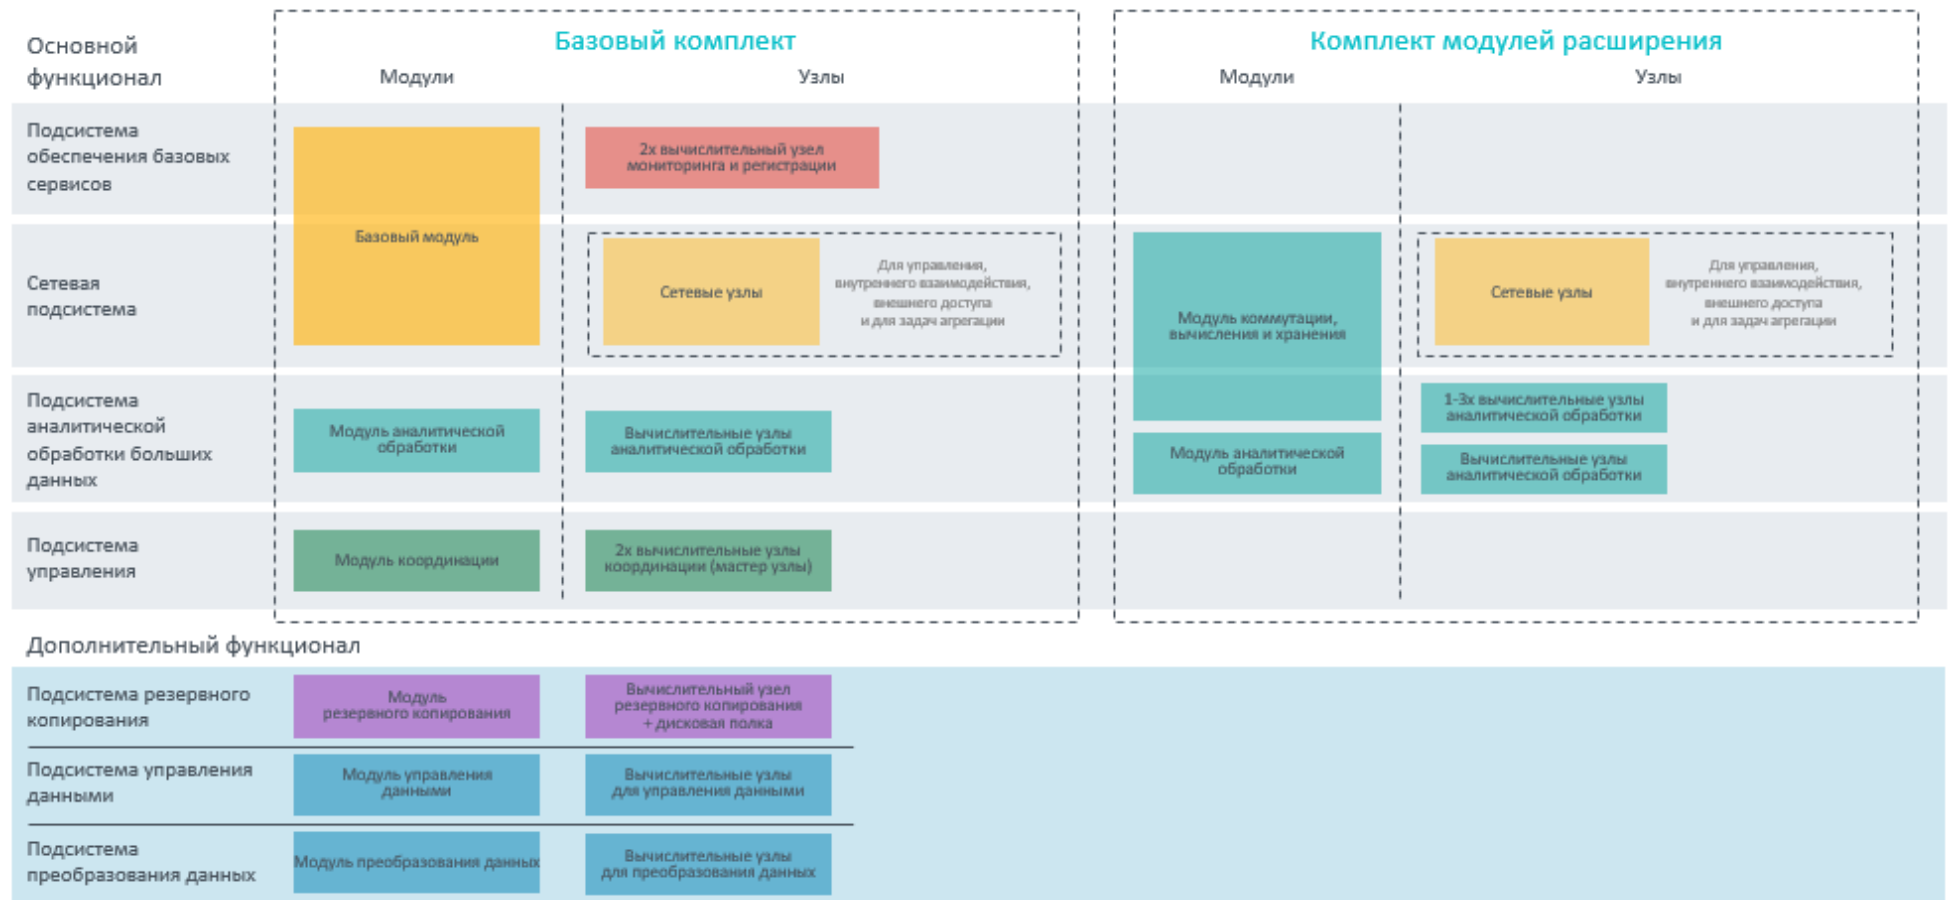 Основной
функционал
Базовый комплект
Модули
Узлы
Комплект модулей расширения
Модули
Узлы
Подсистема
обеспечения базовых
сервисов
Базовый модуль
2х вычислительный узел
мониторинга и регистрации
Сетевая
подсистема
Сетевые узлы
Для управления,
внутреннего взаимодействия,
внешнего доступа
и для задач агрегации
Модуль коммутации,
вычисления и хранения
Сетевые узлы
Для управления,
внутреннего взаимодействия,
внешнего доступа
и для задач агрегации
Подсистема
аналитической
обработки больших
данных
Модуль аналитической
обработки
Вычислительные узлы
аналитической обработки
Модуль аналитической
обработки
1-3х вычислительные узлы
аналитической обработки
Вычислительные узлы
аналитической обработки
Подсистема
управления
Модуль координации
2х вычислительные узлы
координации (мастер узлы)
Дополнительный функционал
Подсистема резервного
копирования
Модуль
резервного копирования
Вычислительный узел
резервного копирования
+ дисковая полка
Подсистема управления
данными
Модуль управления
данными
Вычислительные узлы
для управления данными
Подсистема
преобразования данных
Модуль преобразования данных
Вычислительные узлы
для преобразования данных